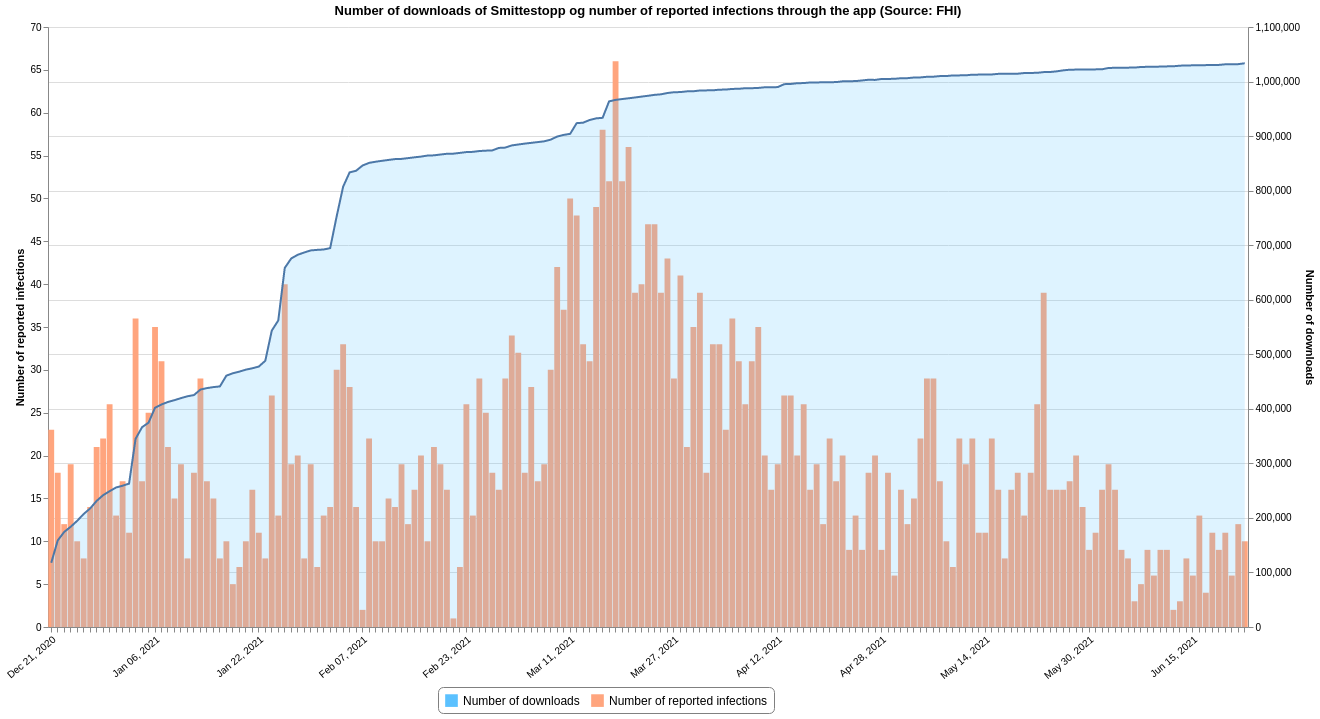 Number of downloads of Smittestopp og number of reported infections through the app (Source: FHI)
70
65
60
55
50
45
40
35
30
25
20
15
10
5
0
Number of reported infections
1,100,000
1,000,000
900,000
800,000
700,000
600,000
500,000
400,000
300,000
200,000
100,000
0
Number of downloads
Dec 21, 2020
Jan 06, 2021
Jan 22, 2021
Feb 07, 2021
Feb 23, 2021
Mar 11, 2021
Mar 27, 2021
Apr 12, 2021
Apr 28, 2021
May 14, 2021
May 30, 2021
Jun 15, 2021
Number of downloads
Number of reported infections